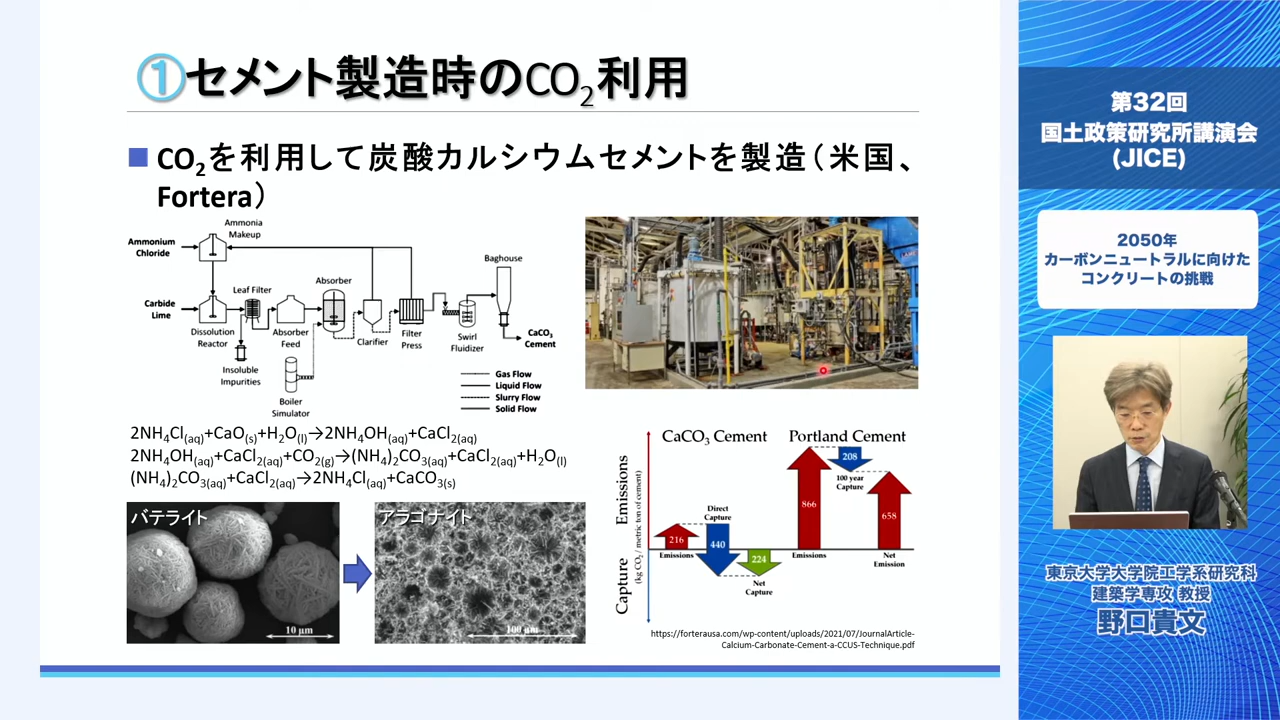 ①セメント製造時のCO2利用
CO2を利用して炭酸カルシウムセメントを製造（米国、
Fortera）
Ammonia
Makeup
Ammonium
Chloride
Carbide
Lime
Dissolution
Reactor
Leaf Filter
Insoluble
Impurities
Absorber
Feed
Boiler
Simulator
Absorber
Clarifier
Filter
Press
Swirl
Fluidizer
Baghouse
CaCO3
Cement
Gas Flow
Liquid Flow
Slurry Flow
Solid Flow
2NH4Cl(aq)+CaO(s)+H2O(l)→2NH4OH(aq)+CaCl2(aq)
2NH4OH(aq)+CaCl2(aq)+CO2(g)→(NH4)2CO3(aq)+CaCl2(aq)+H2O(l)
(NH4)2CO3(aq)+CaCl2(aq)→2NH4Cl(aq)+CaCO3(s)
バテライト
10 μm
アラゴナイト
100 μm
CaCO3 Cement
Portland Cement
Emissions
Capture
(kg CO2 / metric ton of cement)
216
Emissions
Direct
Capture
440
224
Net
Capture
866
Emissions
208
100 year
Capture
658
Net
Emission
https://forterausa.com/wp-content/uploads/2021/07/JournalArticle-
Calcium-Carbonate-Cement-a-CCUS-Technique.pdf
第32回
国土政策研究所講演会
(JICE)
2050年
カーボンニュートラルに向けた
コンクリートの挑戦
東京大学大学院工学系研究科
建築学専攻 教授
野口貴文